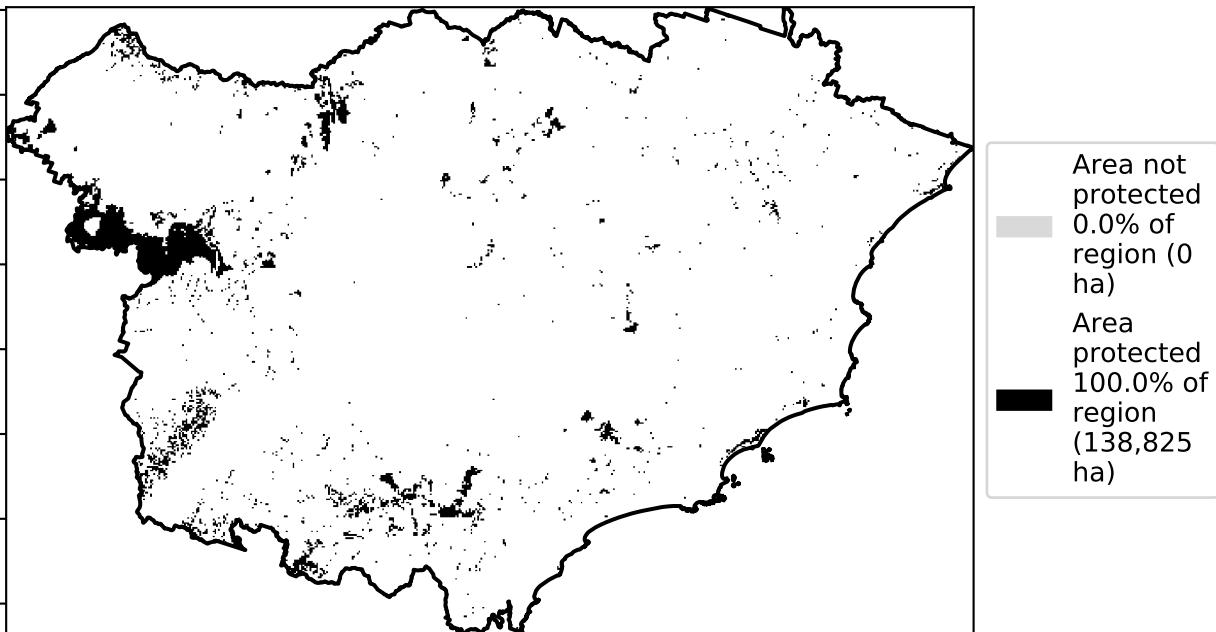 Area not
protected
0.0% of
region (0
ha)
Area
protected
100.0% of
region
(138,825
ha)